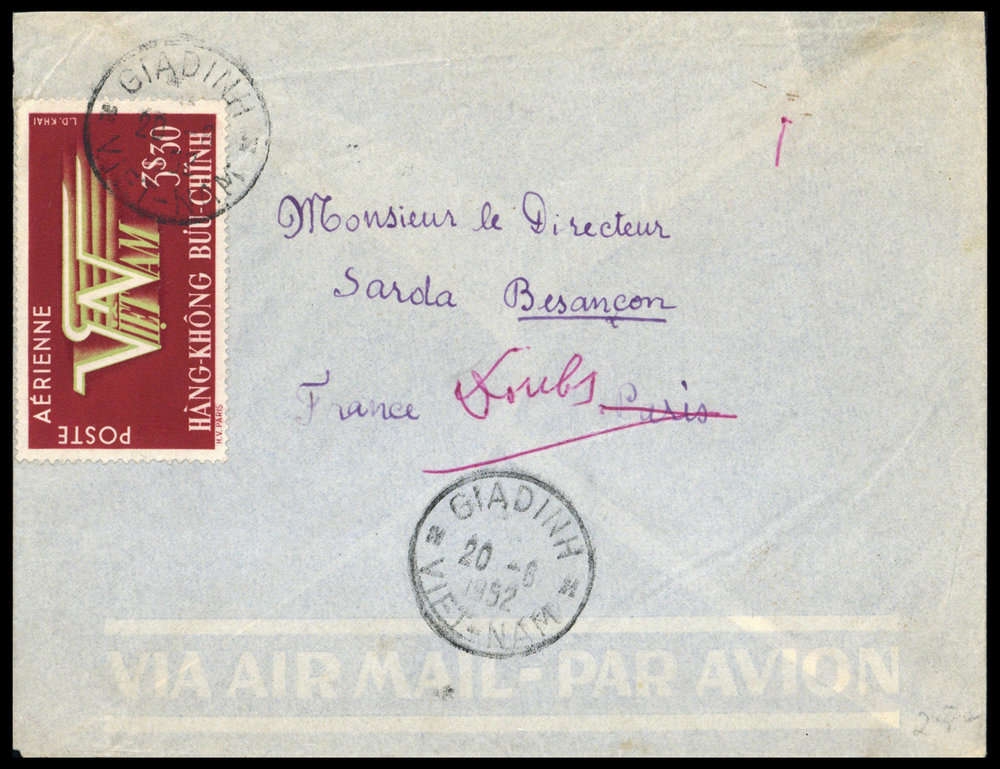 GIADINH
VIET-NAM
L.D.KHAI
3$30
VIỆT NAM
HÀNG-KHÔNG BƯU-CHÍNH
POSTE AÉRIENNE
H.V. PARIS
Monsieur le Directeur
Sarda Besançon
France Doubs Paris
GIADINH
20 -6
1952
VIET-NAM
VIA AIR MAIL - PAR AVION